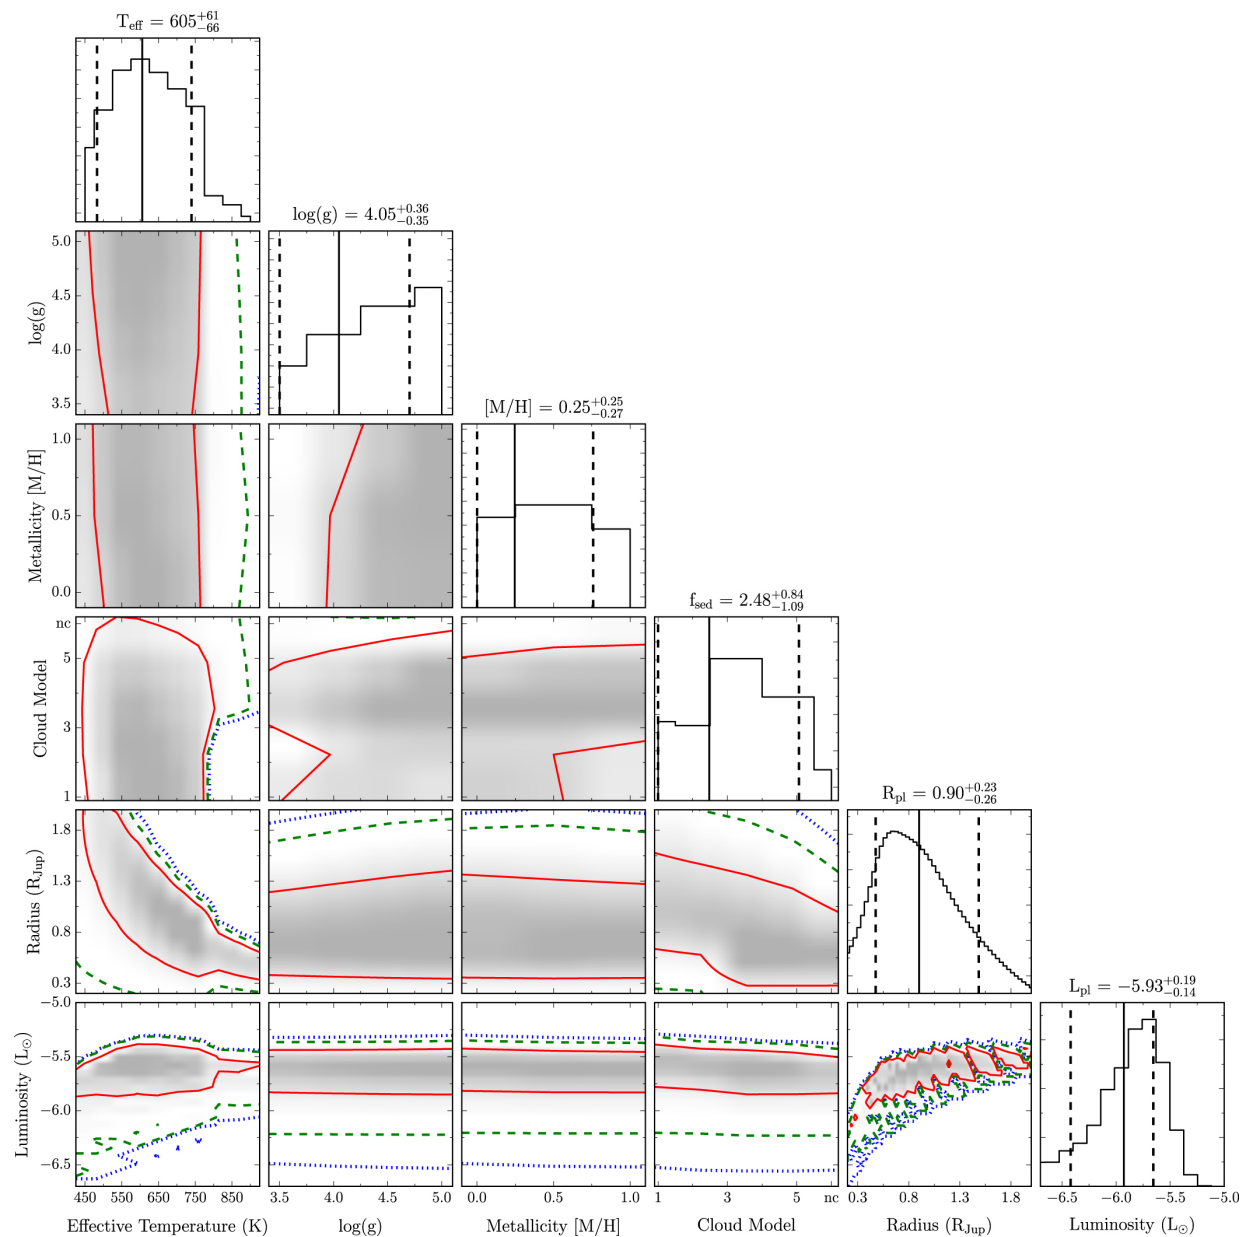 T_eff = 605^{+61}_{−66}
log(g) = 4.05^{+0.36}_{−0.35}
5.0
4.5
4.0
3.5
log(g)
[M/H] = 0.25^{+0.25}_{−0.27}
1.0
0.5
0.0
Metallicity [M/H]
f_sed = 2.48^{+0.84}_{−1.09}
nc
5
3
1
Cloud Model
R_pl = 0.90^{+0.23}_{−0.26}
1.8
1.3
0.8
0.3
Radius (R_Jup)
L_pl = −5.93^{+0.19}_{−0.14}
−5.0
−5.5
−6.0
−6.5
Luminosity (L_⊙)
450 550 650 750 850 3.5 4.0 4.5 5.0 0.0 0.5 1.0 1 3 5 nc 0.3 0.8 1.3 1.8 −6.5 −6.0 −5.5 −5.0
Effective Temperature (K) log(g) Metallicity [M/H] Cloud Model Radius (R_Jup) Luminosity (L_⊙)